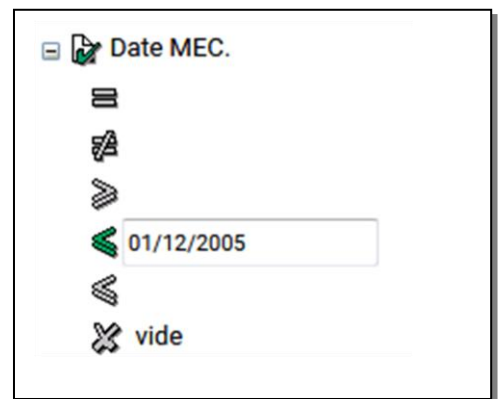 Date MEC.
=
≠
≥
≤ 01/12/2005
≤
vide